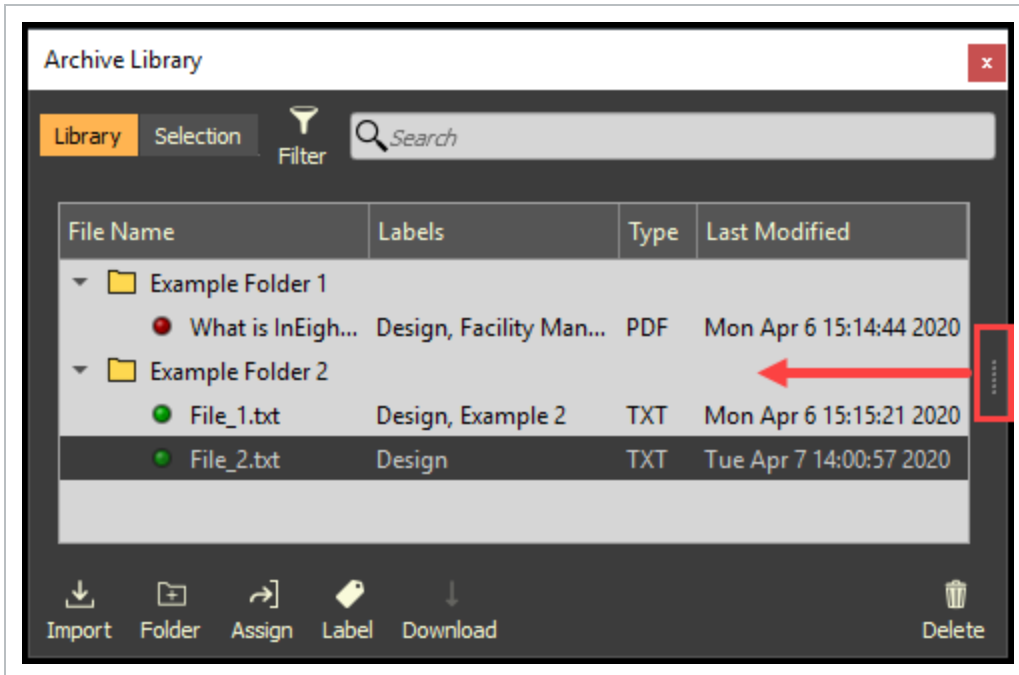 Archive Library
x
Library Selection Filter Search
File Name Labels Type Last Modified
Example Folder 1
What is InEigh... Design, Facility Man... PDF Mon Apr 6 15:14:44 2020
Example Folder 2
File_1.txt Design, Example 2 TXT Mon Apr 6 15:15:21 2020
File_2.txt Design TXT Tue Apr 7 14:00:57 2020
Import Folder Assign Label Download Delete